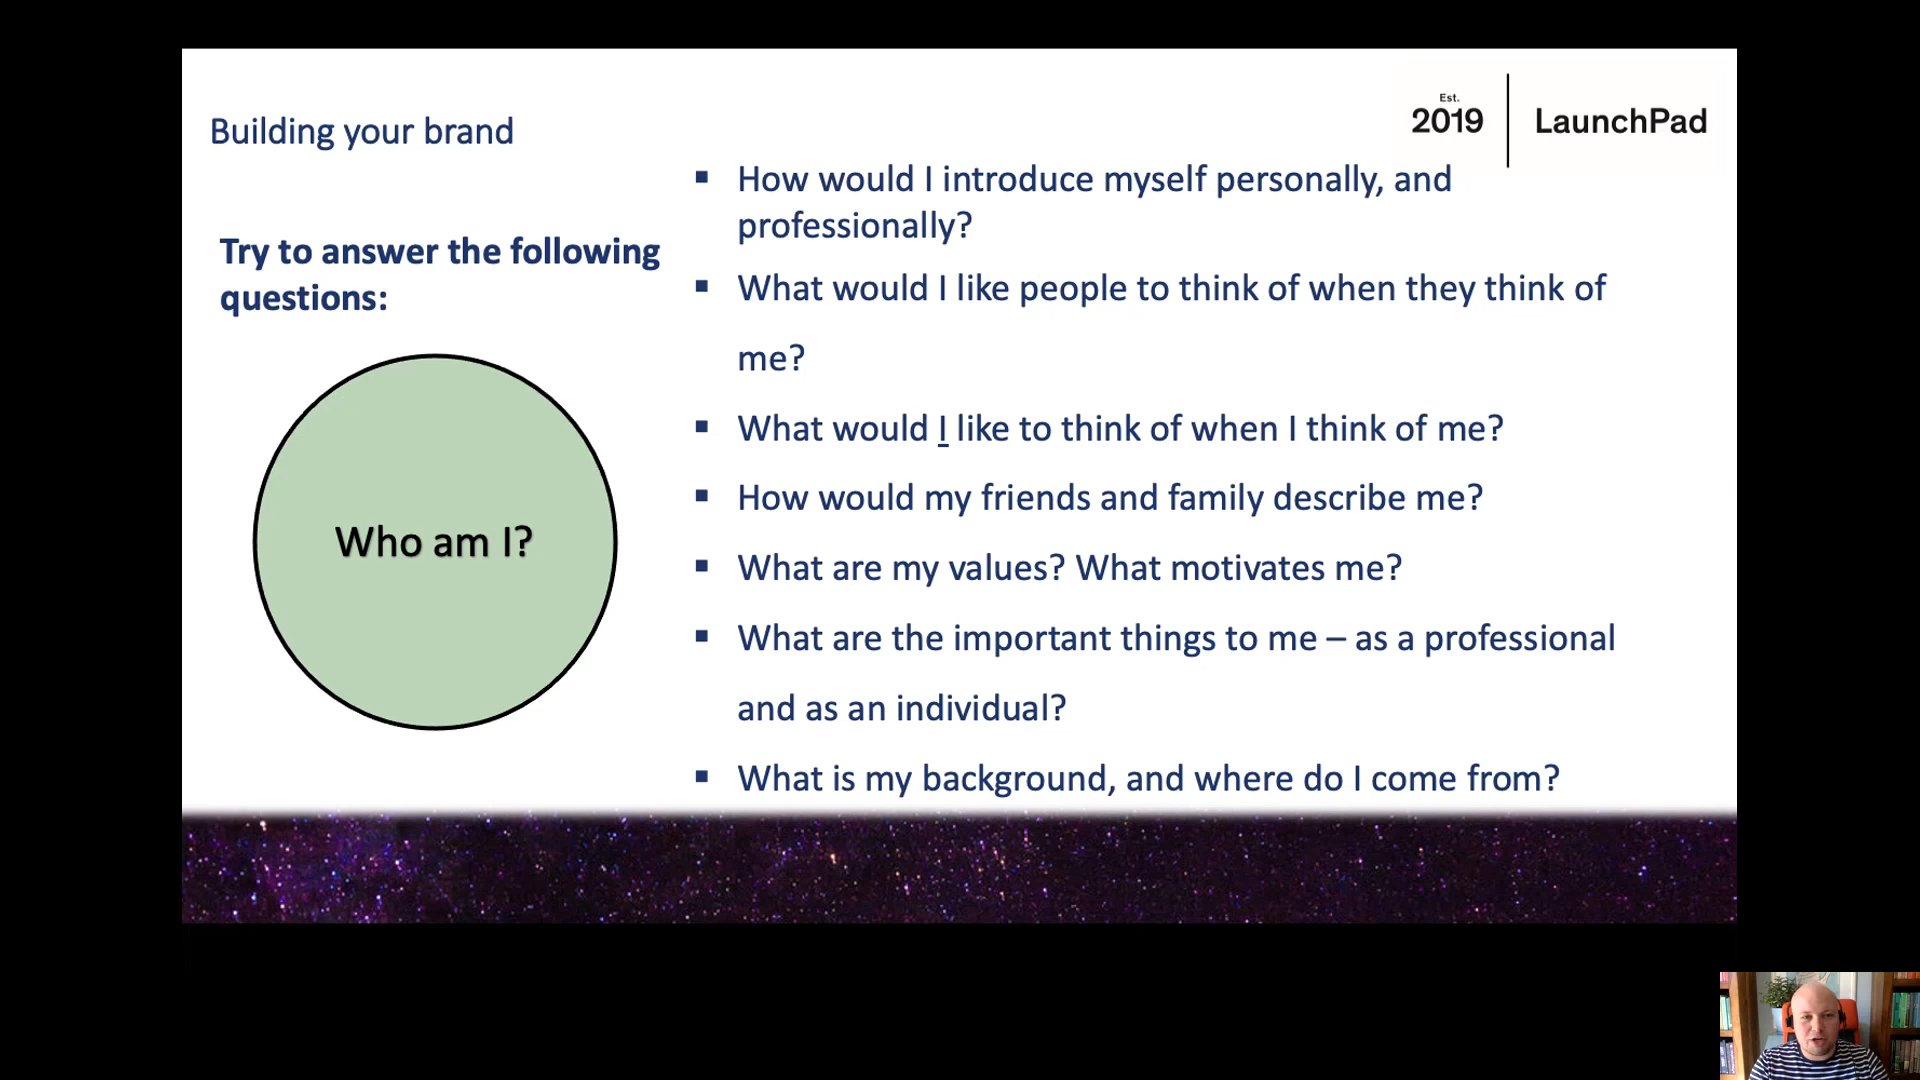 Building your brand
Est.
2019
LaunchPad
Try to answer the following
questions:
Who am I?
▪ How would I introduce myself personally, and
professionally?
▪ What would I like people to think of when they think of
me?
▪ What would I like to think of when I think of me?
▪ How would my friends and family describe me?
▪ What are my values? What motivates me?
▪ What are the important things to me – as a professional
and as an individual?
▪ What is my background, and where do I come from?